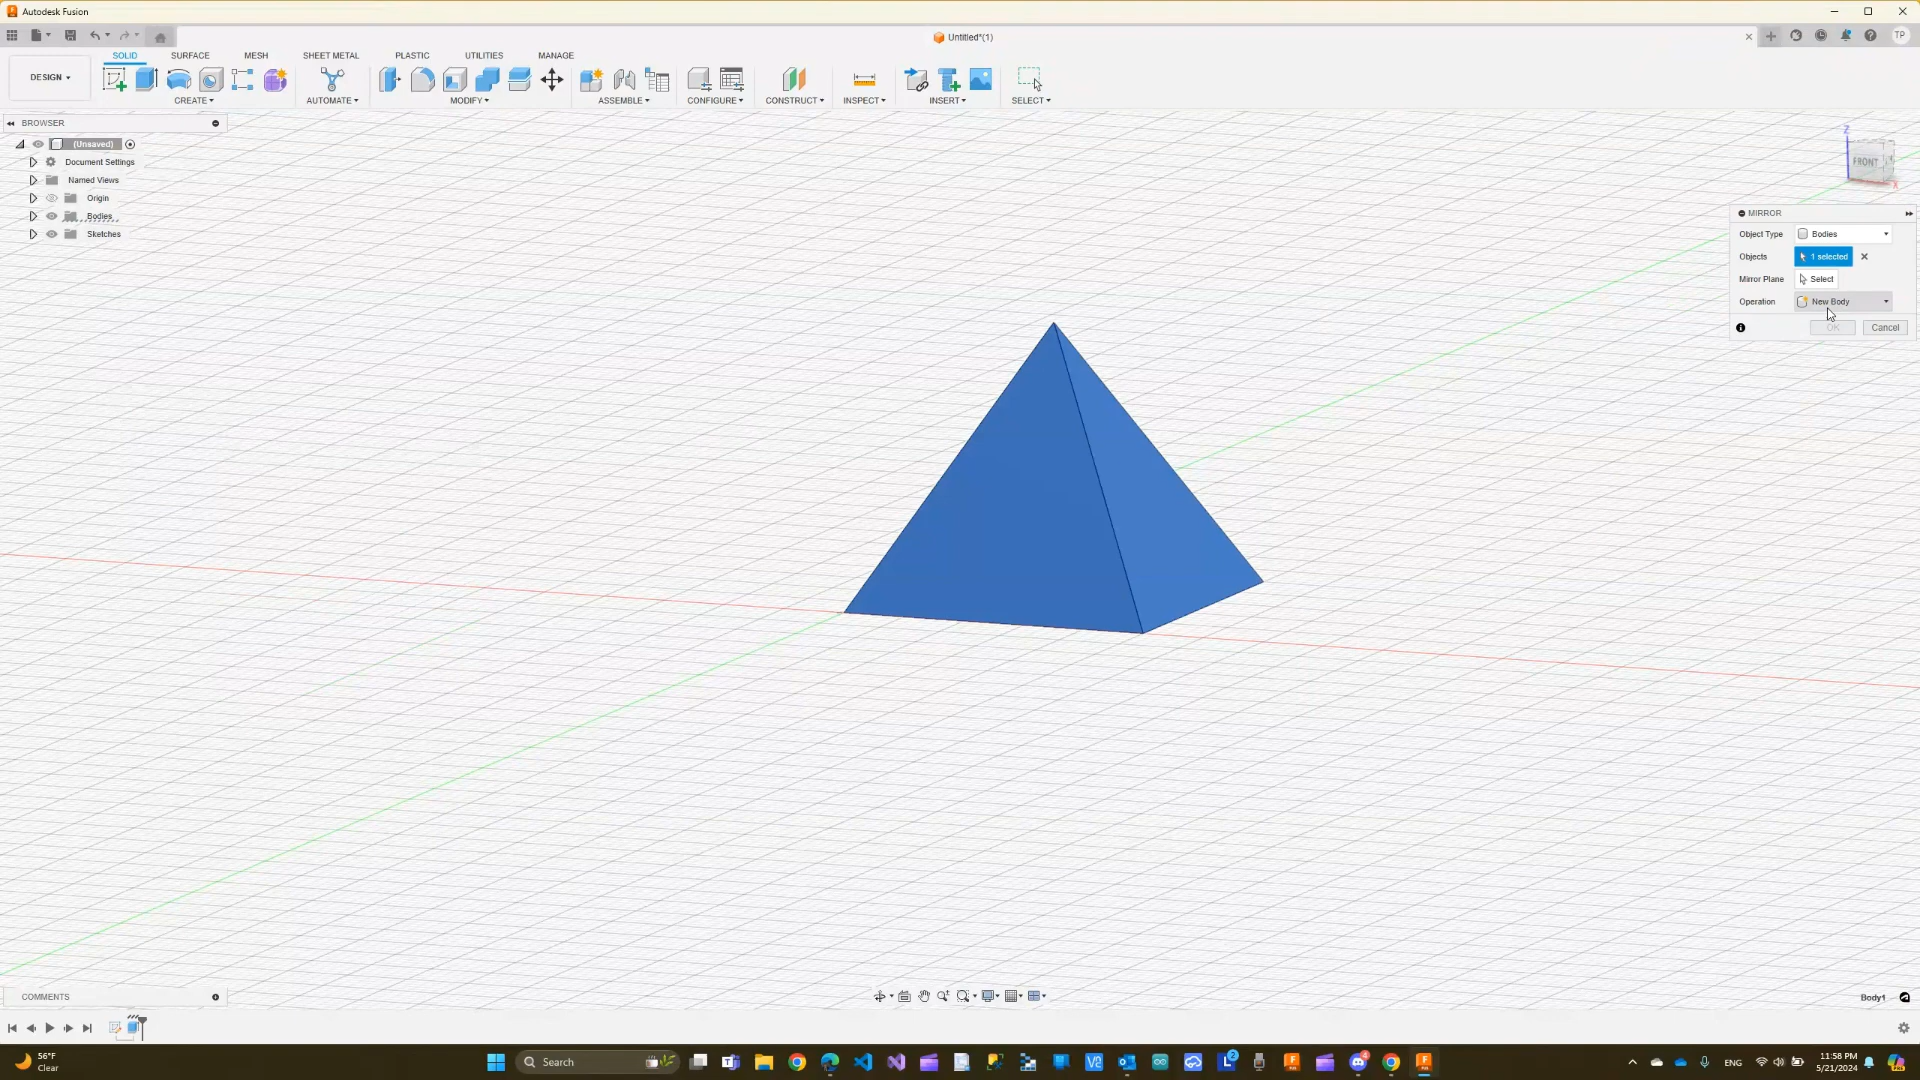 Autodesk Fusion
Untitled*(1)
TP
DESIGN
SOLID
SURFACE
MESH
SHEET METAL
PLASTIC
UTILITIES
MANAGE
CREATE
AUTOMATE
MODIFY
ASSEMBLE
CONFIGURE
CONSTRUCT
INSPECT
INSERT
SELECT
BROWSER
(Unsaved)
Document Settings
Named Views
Origin
Bodies
Sketches
Z
FRONT
X
MIRROR
Object Type Bodies
Objects 1 selected
Mirror Plane Select
Operation New Body
OK Cancel
COMMENTS
Body1
56°F
Clear
Search
2
4
ENG
11:58 PM
5/21/2024